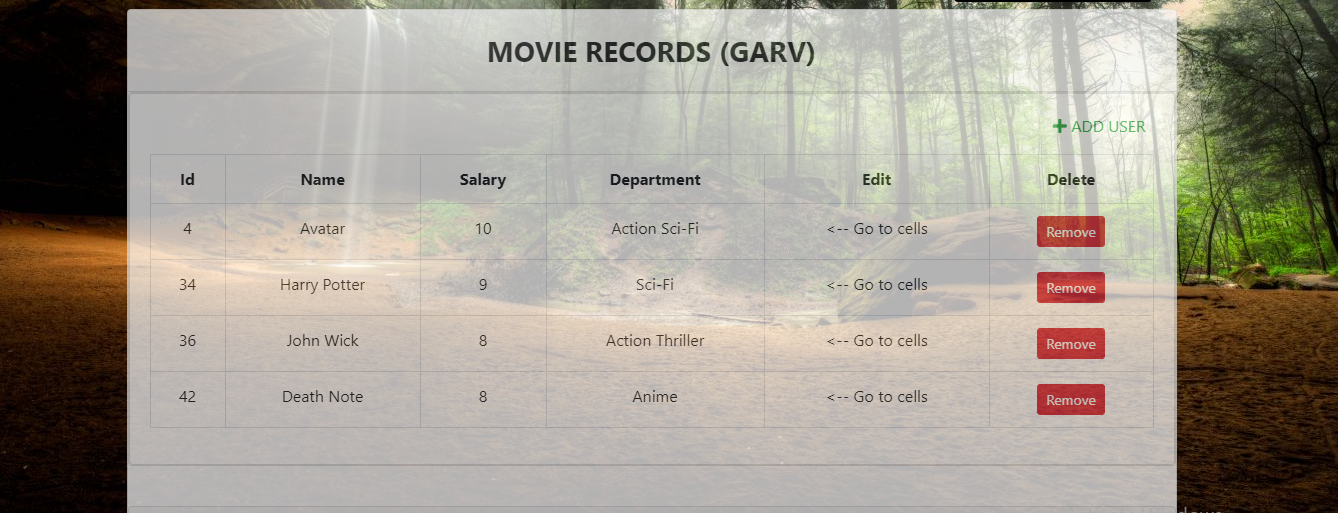 MOVIE RECORDS (GARV)
ADD USER
Id Name Salary Department Edit Delete
4 Avatar 10 Action Sci-Fi <-- Go to cells Remove
34 Harry Potter 9 Sci-Fi <-- Go to cells Remove
36 John Wick 8 Action Thriller <-- Go to cells Remove
42 Death Note 8 Anime <-- Go to cells Remove